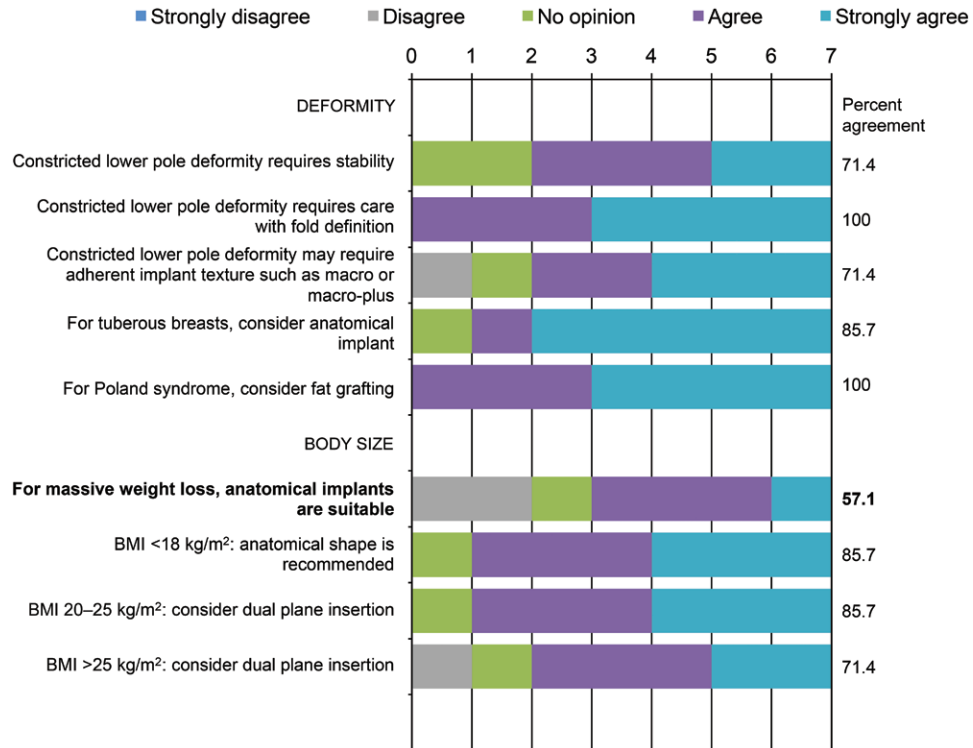 Strongly disagree Disagree No opinion Agree Strongly agree
0 1 2 3 4 5 6 7
DEFORMITY
Percent
agreement
Constricted lower pole deformity requires stability
71.4
Constricted lower pole deformity requires care
with fold definition
100
Constricted lower pole deformity may require
adherent implant texture such as macro or
macro-plus
71.4
For tuberous breasts, consider anatomical
implant
85.7
For Poland syndrome, consider fat grafting
100
BODY SIZE
For massive weight loss, anatomical implants
are suitable
57.1
BMI <18 kg/m²: anatomical shape is
recommended
85.7
BMI 20–25 kg/m²: consider dual plane insertion
85.7
BMI >25 kg/m²: consider dual plane insertion
71.4